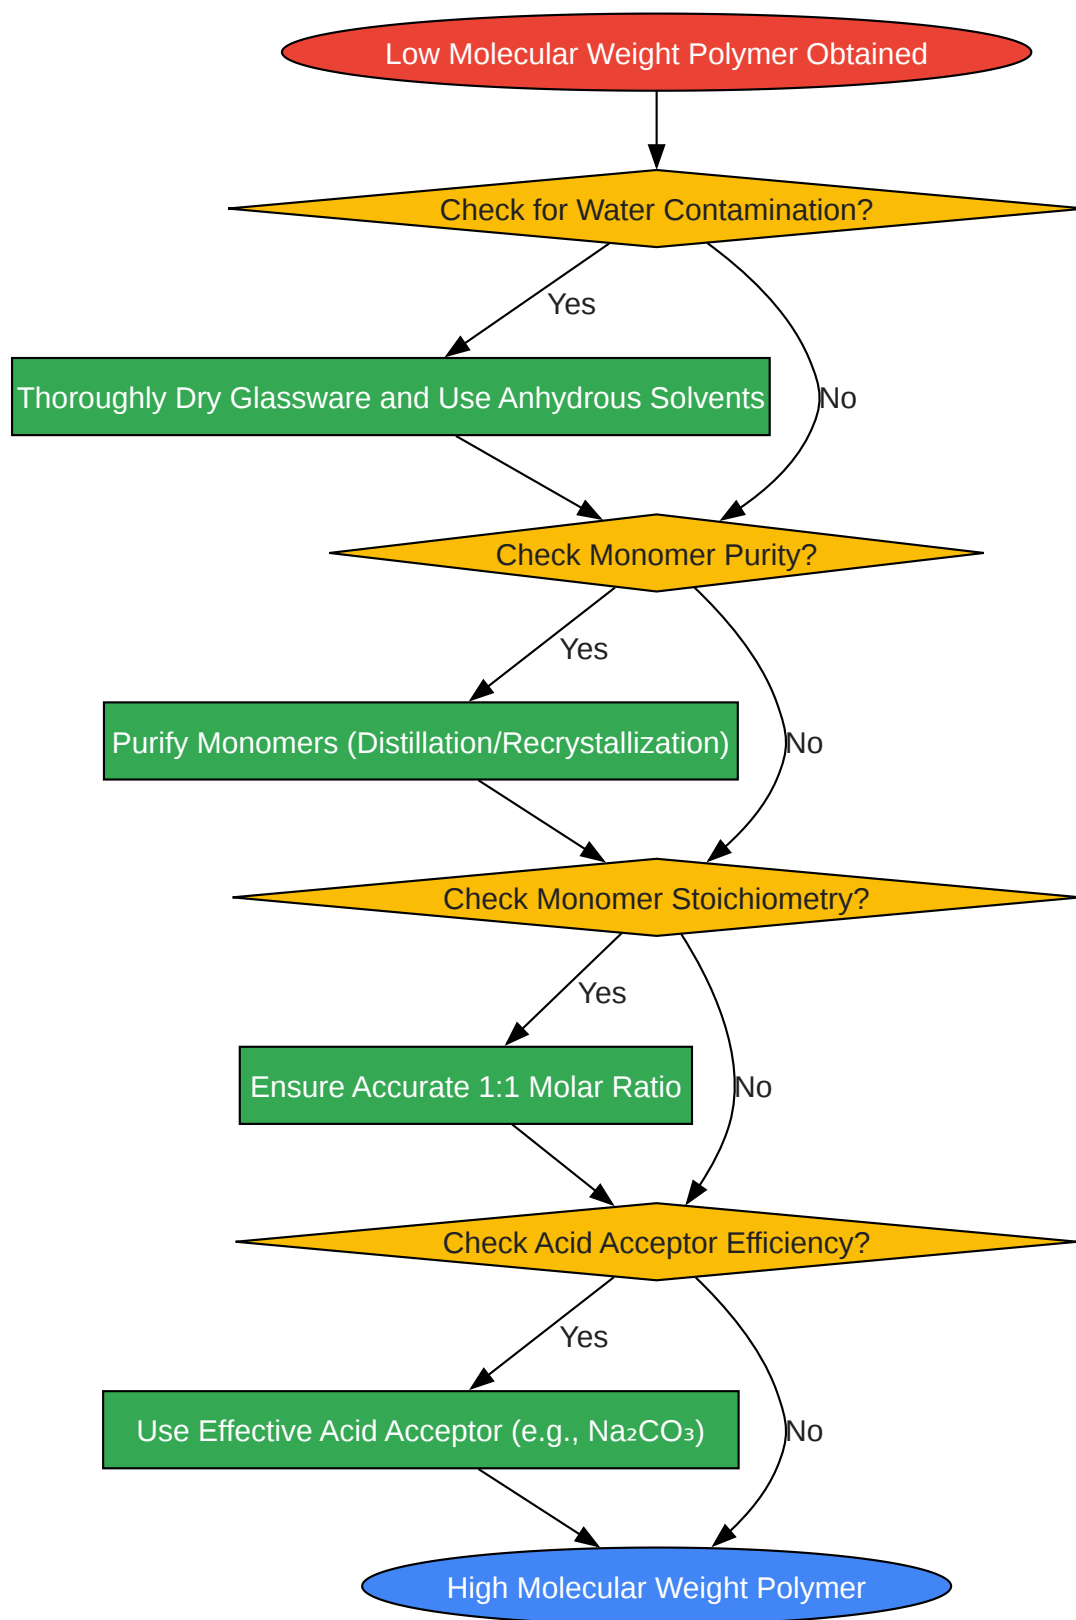 Low Molecular Weight Polymer Obtained
Check for Water Contamination?
Yes
Thoroughly Dry Glassware and Use Anhydrous Solvents
No
Check Monomer Purity?
Yes
Purify Monomers (Distillation/Recrystallization)
No
Check Monomer Stoichiometry?
Yes
Ensure Accurate 1:1 Molar Ratio
No
Check Acid Acceptor Efficiency?
Yes
Use Effective Acid Acceptor (e.g., Na₂CO₃)
No
High Molecular Weight Polymer